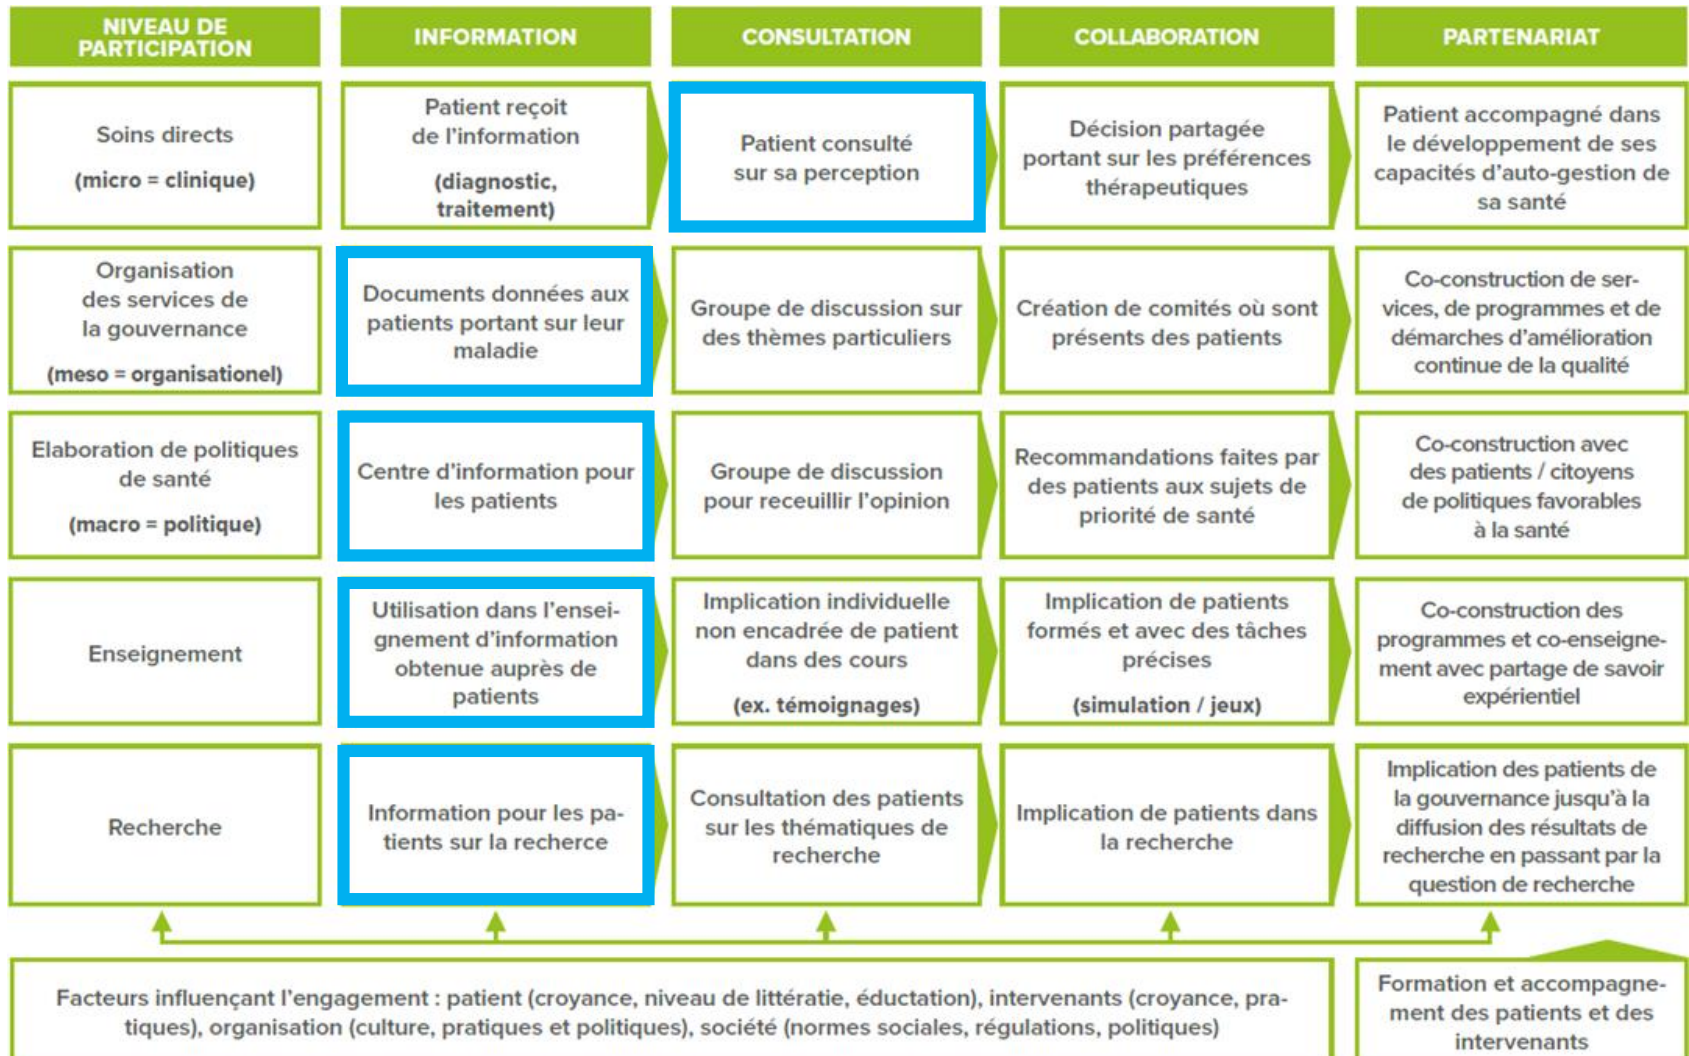 NIVEAU DE
PARTICIPATION
INFORMATION
CONSULTATION
COLLABORATION
PARTENARIAT
Soins directs
(micro = clinique)
Patient reçoit
de l'information
(diagnostic,
traitement)
Patient consulté
sur sa perception
Décision partagée
portant sur les préférences
thérapeutiques
Patient accompagné dans
le développement de ses
capacités d'auto-gestion de
sa santé
Organisation
des services de
la gouvernance
(meso = organisationel)
Documents données aux
patients portant sur leur
maladie
Groupe de discussion sur
des thèmes particuliers
Création de comités où sont
présents des patients
Co-construction de ser-
vices, de programmes et de
démarches d'amélioration
continue de la qualité
Elaboration de politiques
de santé
(macro = politique)
Centre d'information pour
les patients
Groupe de discussion
pour receuillir l'opinion
Recommandations faites par
des patients aux sujets de
priorité de santé
Co-construction avec
des patients / citoyens
de politiques favorables
à la santé
Enseignement
Utilisation dans l'ensei-
gnement d'information
obtenue auprès de
patients
Implication individuelle
non encadrée de patient
dans des cours
(ex. témoignages)
Implication de patients
formés et avec des tâches
précises
(simulation / jeux)
Co-construction des
programmes et co-enseigne-
ment avec partage de savoir
expérientiel
Recherche
Information pour les pa-
tients sur la recherce
Consultation des patients
sur les thématiques de
recherche
Implication de patients dans
la recherche
Implication des patients de
la gouvernance jusqu'à la
diffusion des résultats de
recherche en passant par la
question de recherche
Facteurs influençant l'engagement : patient (croyance, niveau de littératie, éductation), intervenants (croyance, pra-
tiques), organisation (culture, pratiques et politiques), société (normes sociales, régulations, politiques)
Formation et accompagne-
ment des patients et des
intervenants